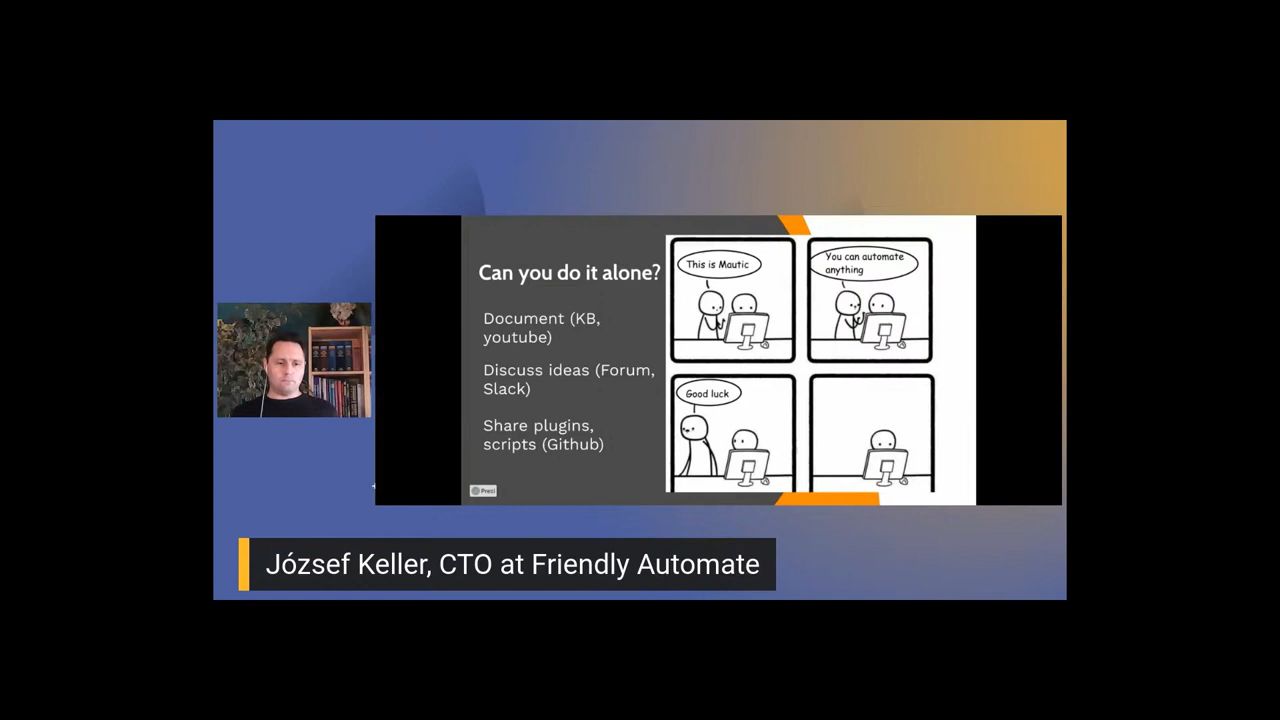 Can you do it alone?
Document (KB,
youtube)
Discuss ideas (Forum,
Slack)
Share plugins,
scripts (Github)
Prezi
This is Mautic
You can automate
anything
Good luck
József Keller, CTO at Friendly Automate